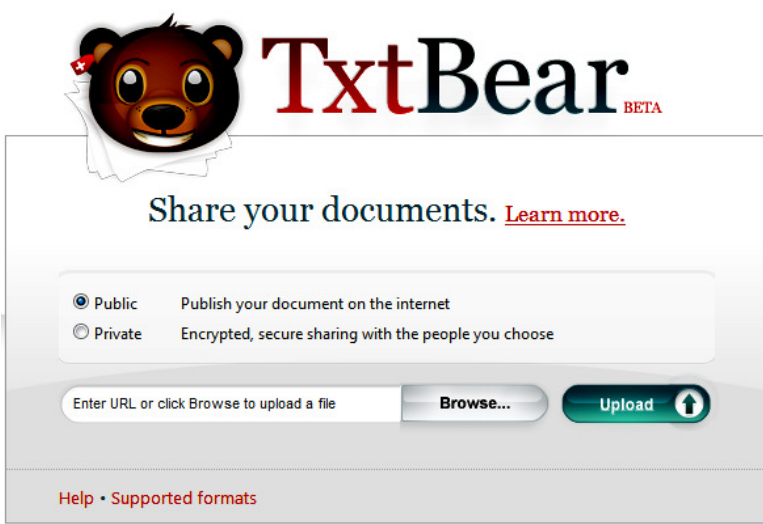 TxtBear BETA
Share your documents. Learn more.
Public Publish your document on the internet
Private Encrypted, secure sharing with the people you choose
Enter URL or click Browse to upload a file Browse... Upload
Help • Supported formats